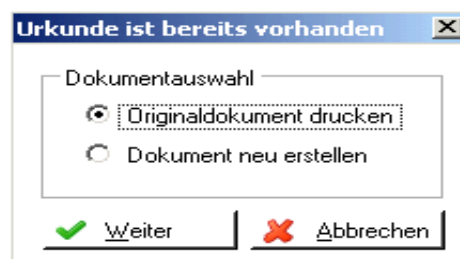 Urkunde ist bereits vorhanden
Dokumentauswahl
Originaldokument drucken
Dokument neu erstellen
Weiter Abbrechen